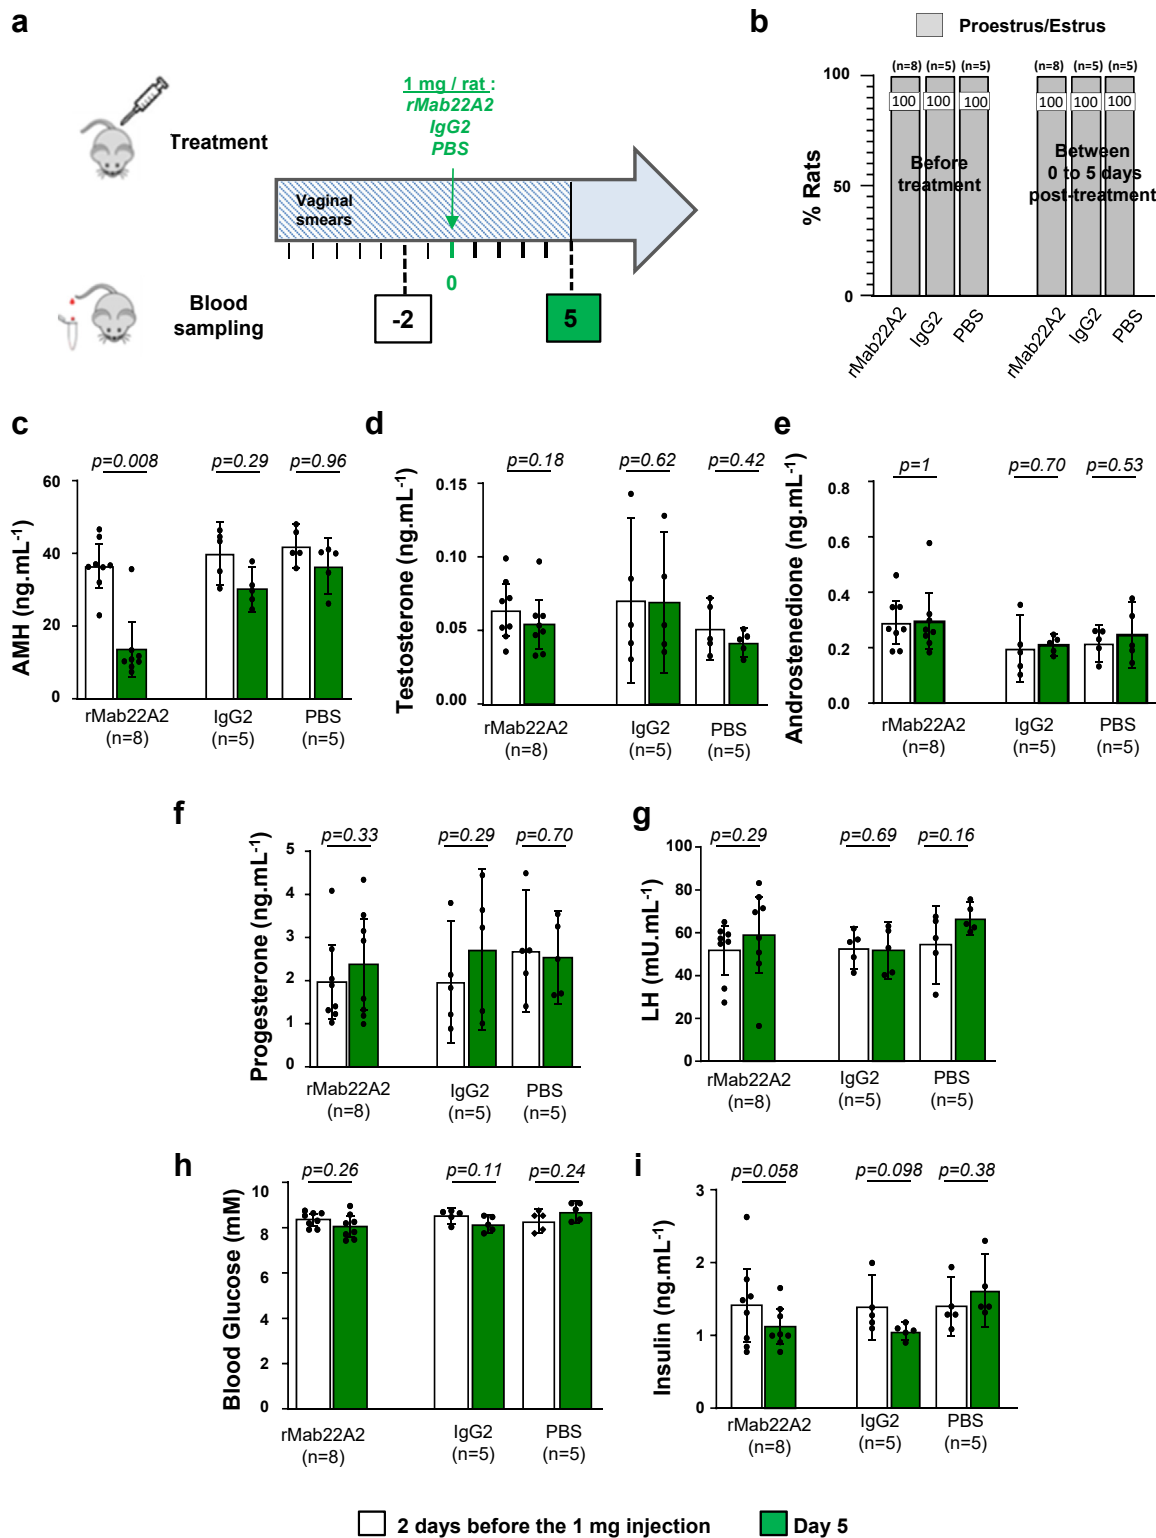 a
Treatment
1 mg / rat :
rMab22A2
IgG2
PBS
Vaginal
smears
0
Blood
sampling
-2
5
b
Proestrus/Estrus
(n=8) (n=5) (n=5) (n=8) (n=5) (n=5)
% Rats
100
50
0
100 100 100 100 100 100
Before
treatment
Between
0 to 5 days
post-treatment
rMab22A2 IgG2 PBS rMab22A2 IgG2 PBS
c
p=0.008 p=0.29 p=0.96
AMH (ng.mL-1)
60
40
20
0
rMab22A2 IgG2 PBS
(n=8) (n=5) (n=5)
d
p=0.18 p=0.62 p=0.42
Testosterone (ng.mL-1)
0.15
0.10
0.05
0.00
rMab22A2 IgG2 PBS
(n=8) (n=5) (n=5)
e
p=1 p=0.70 p=0.53
Androstenedione (ng.mL-1)
0.8
0.6
0.4
0.2
0.0
rMab22A2 IgG2 PBS
(n=8) (n=5) (n=5)
f
p=0.33 p=0.29 p=0.70
Progesterone (ng.mL-1)
5
4
3
2
1
0
rMab22A2 IgG2 PBS
(n=8) (n=5) (n=5)
g
p=0.29 p=0.69 p=0.16
LH (mU.mL-1)
100
80
60
40
20
0
rMab22A2 IgG2 PBS
(n=8) (n=5) (n=5)
h
p=0.26 p=0.11 p=0.24
Blood Glucose (mM)
10
8
6
4
2
0
rMab22A2 IgG2 PBS
(n=8) (n=5) (n=5)
i
p=0.058 p=0.098 p=0.38
Insulin (ng.mL-1)
3
2
1
0
rMab22A2 IgG2 PBS
(n=8) (n=5) (n=5)
2 days before the 1 mg injection
Day 5